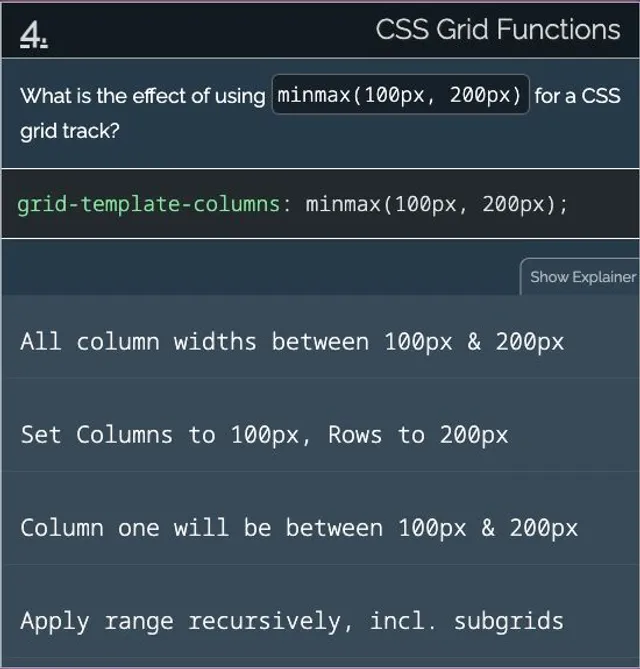 4.
CSS Grid Functions
What is the effect of using minmax(100px, 200px) for a CSS
grid track?
grid-template-columns: minmax(100px, 200px);
Show Explainer
All column widths between 100px & 200px
Set Columns to 100px, Rows to 200px
Column one will be between 100px & 200px
Apply range recursively, incl. subgrids